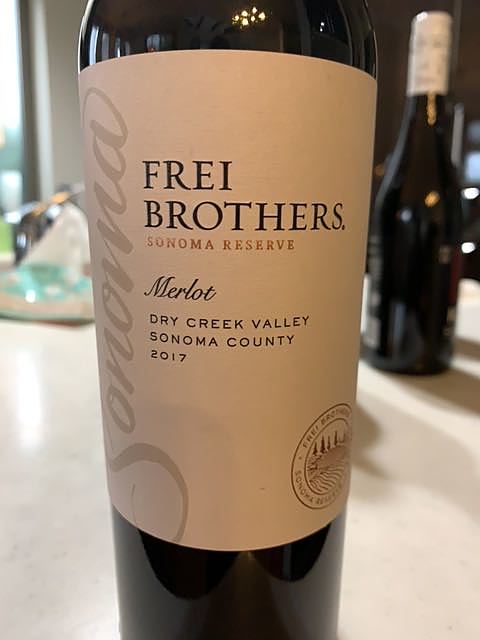 Sonoma
FREI
BROTHERS.
SONOMA RESERVE
Merlot
DRY CREEK VALLEY
SONOMA COUNTY
2017
FREI BROTHERS
SONOMA RESERVE